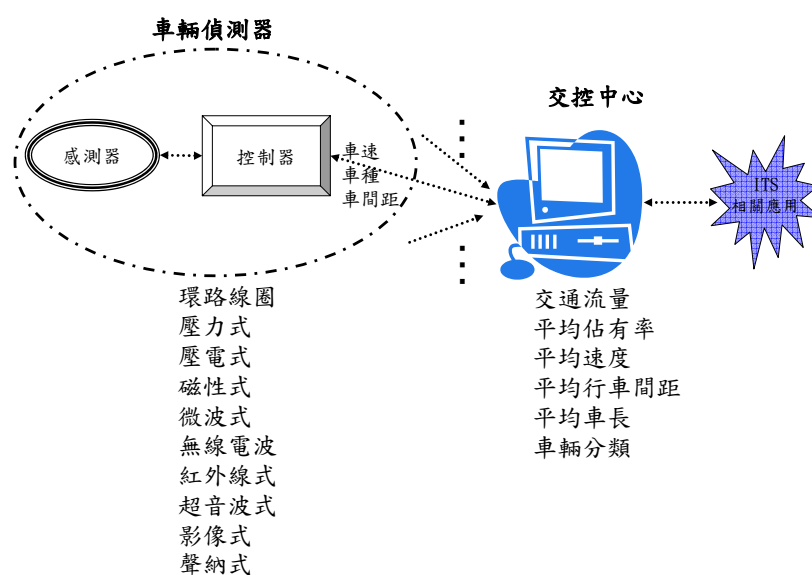 車輛偵測器
交控中心
感測器
控制器
車速
車種
車間距
ITS
相關應用
環路線圈
壓力式
壓電式
磁性式
微波式
無線電波
紅外線式
超音波式
影像式
聲納式
交通流量
平均佔有率
平均速度
平均行車間距
平均車長
車輛分類